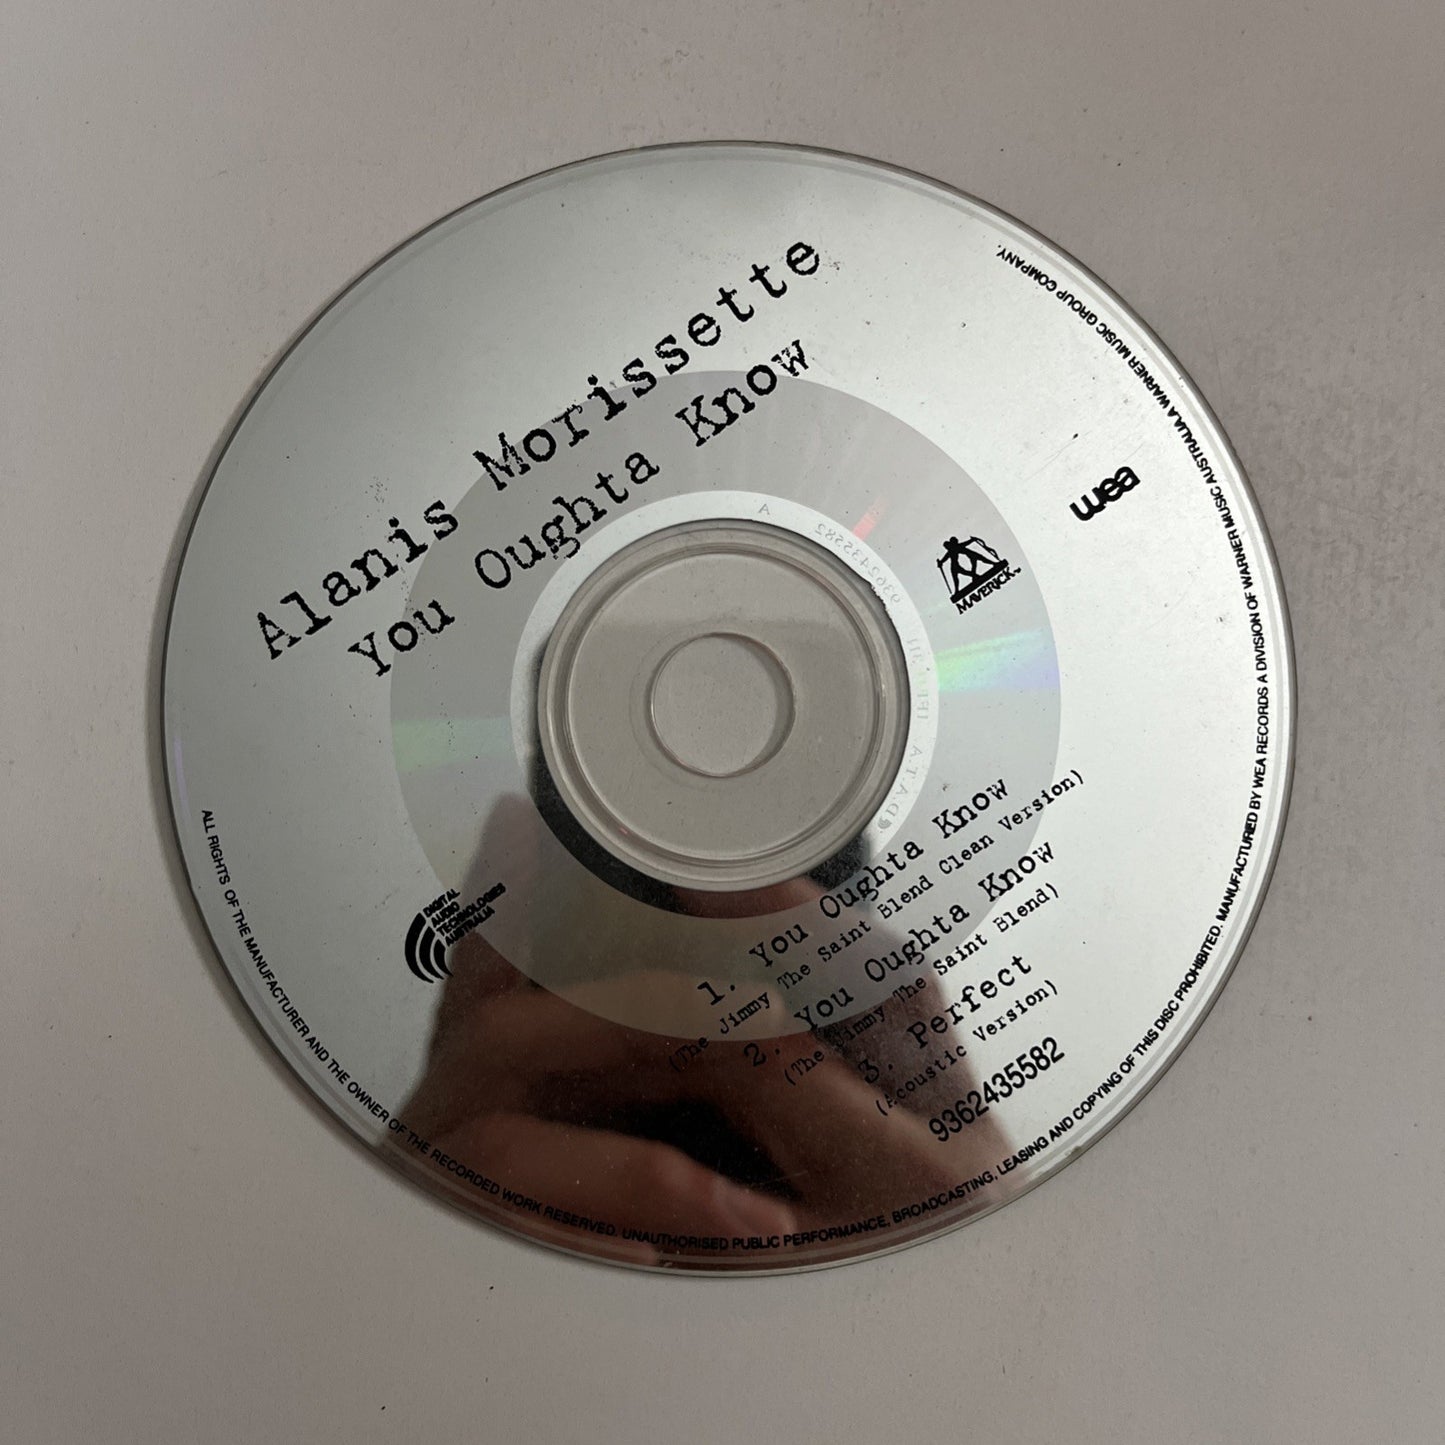 Alanis Morissette
You Oughta Know
wea
MAVERICK™
DIGITAL
AUDIO
TECHNOLOGIES
AUSTRALIA
1. You Oughta Know
(The Jimmy The Saint Blend Clean Version)
2. You Oughta Know
(The Jimmy The Saint Blend)
3. Perfect
(Acoustic Version)
9362435582
ALL RIGHTS OF THE MANUFACTURER AND THE OWNER OF THE RECORDED WORK RESERVED. UNAUTHORISED PUBLIC PERFORMANCE, BROADCASTING, LEASING AND COPYING OF THIS DISC PROHIBITED. MANUFACTURED BY WEA RECORDS A DIVISION OF WARNER MUSIC AUSTRALIA.A WARNER MUSIC GROUP COMPANY.
A
9362435582